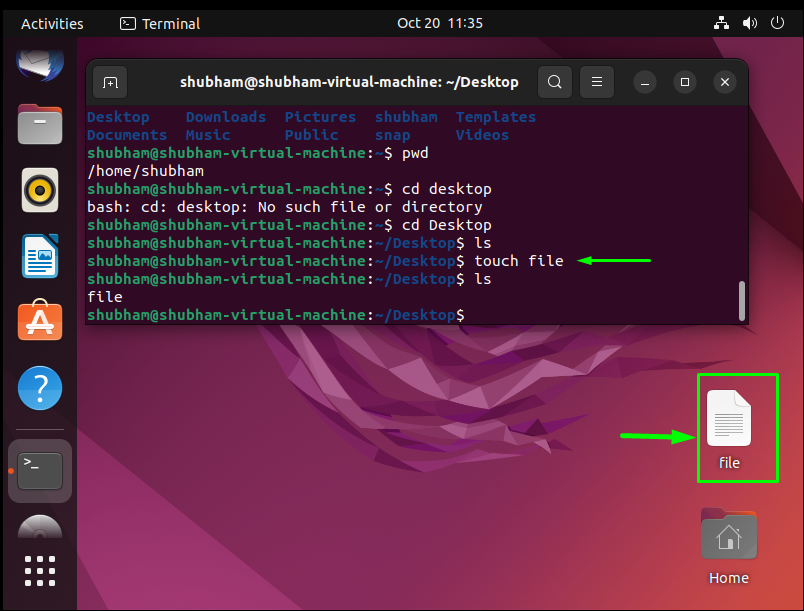 Activities Terminal Oct 20 11:35
shubham@shubham-virtual-machine: ~/Desktop
Desktop Downloads Pictures shubham Templates
Documents Music Public snap Videos
shubham@shubham-virtual-machine:~$ pwd
/home/shubham
shubham@shubham-virtual-machine:~$ cd desktop
bash: cd: desktop: No such file or directory
shubham@shubham-virtual-machine:~$ cd Desktop
shubham@shubham-virtual-machine:~/Desktop$ ls
shubham@shubham-virtual-machine:~/Desktop$ touch file
shubham@shubham-virtual-machine:~/Desktop$ ls
file
shubham@shubham-virtual-machine:~/Desktop$
file
Home